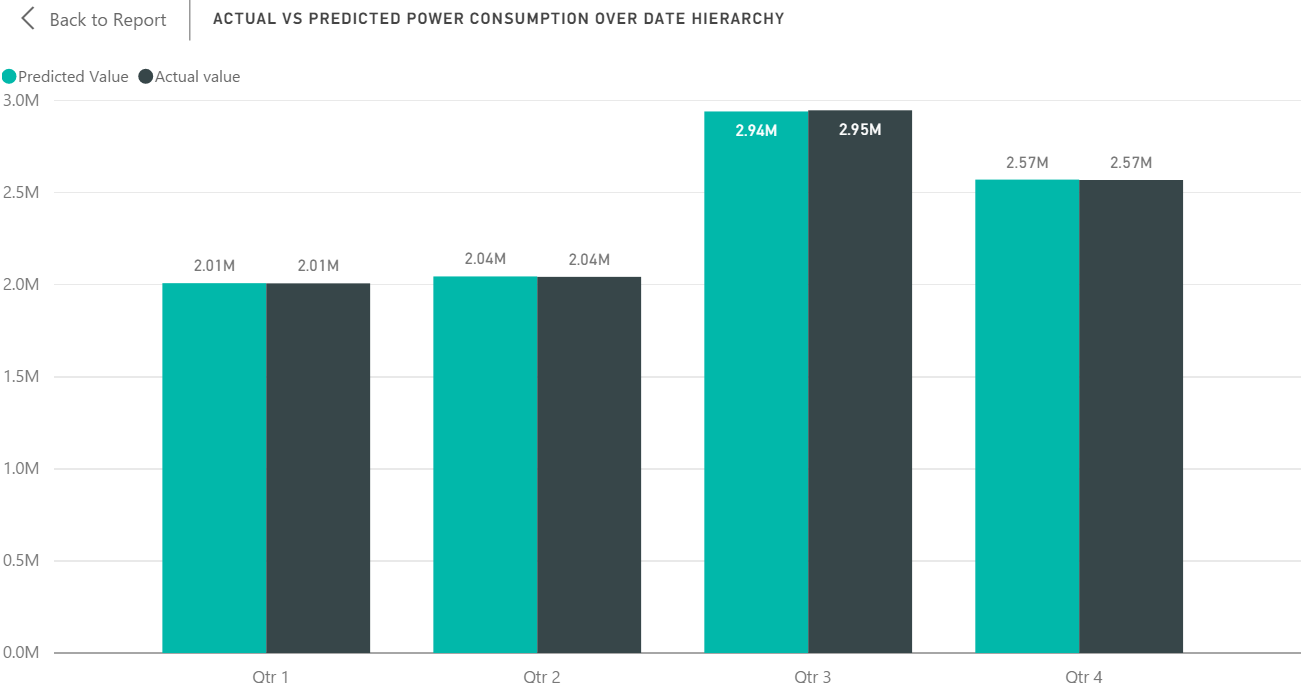 Back to Report
ACTUAL VS PREDICTED POWER CONSUMPTION OVER DATE HIERARCHY
Predicted Value Actual value
3.0M
2.94M 2.95M
2.57M 2.57M
2.5M
2.04M 2.04M
2.01M 2.01M
2.0M
1.5M
1.0M
0.5M
0.0M
Qtr 1 Qtr 2 Qtr 3 Qtr 4